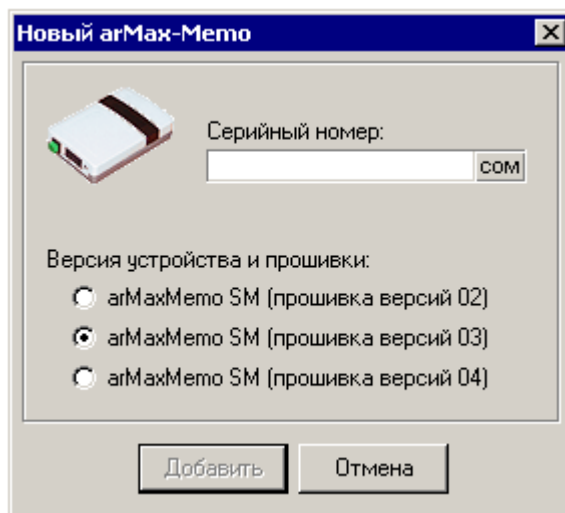 Новый arMax-Memo
Серийный номер:
COM
Версия устройства и прошивки:
arMaxMemo SM (прошивка версий 02)
arMaxMemo SM (прошивка версий 03)
arMaxMemo SM (прошивка версий 04)
Добавить
Отмена